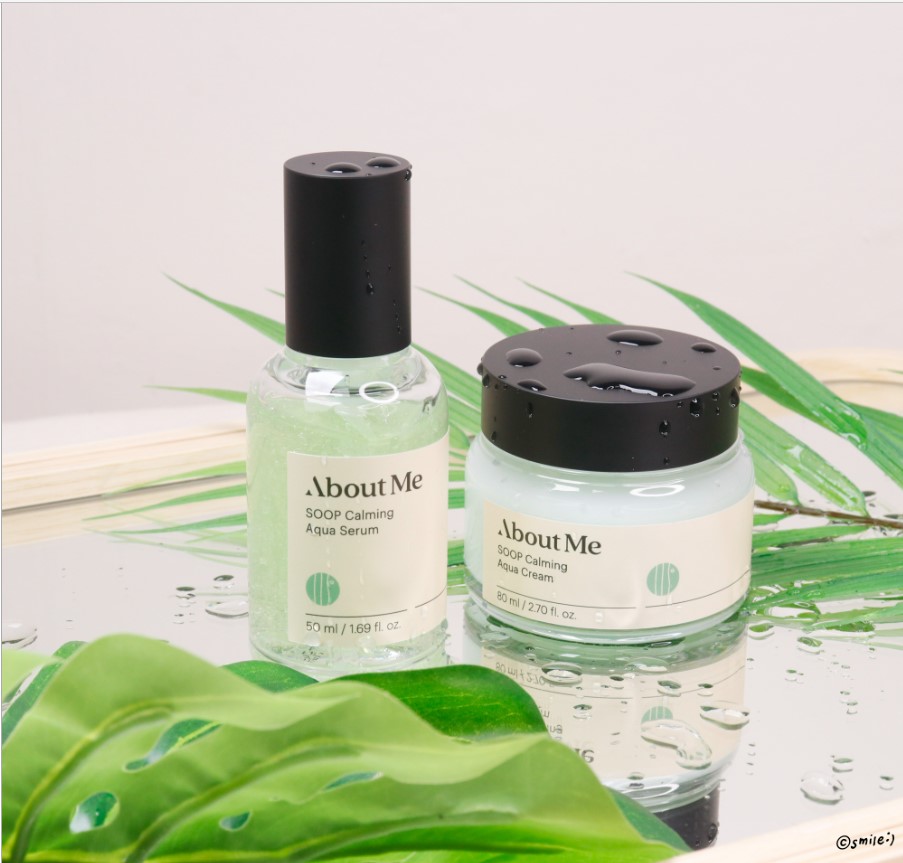 About Me
SOOP Calming
Aqua Serum
50 ml / 1.69 fl. oz.
About Me
SOOP Calming
Aqua Cream
80 ml / 2.70 fl. oz.
©smile:)